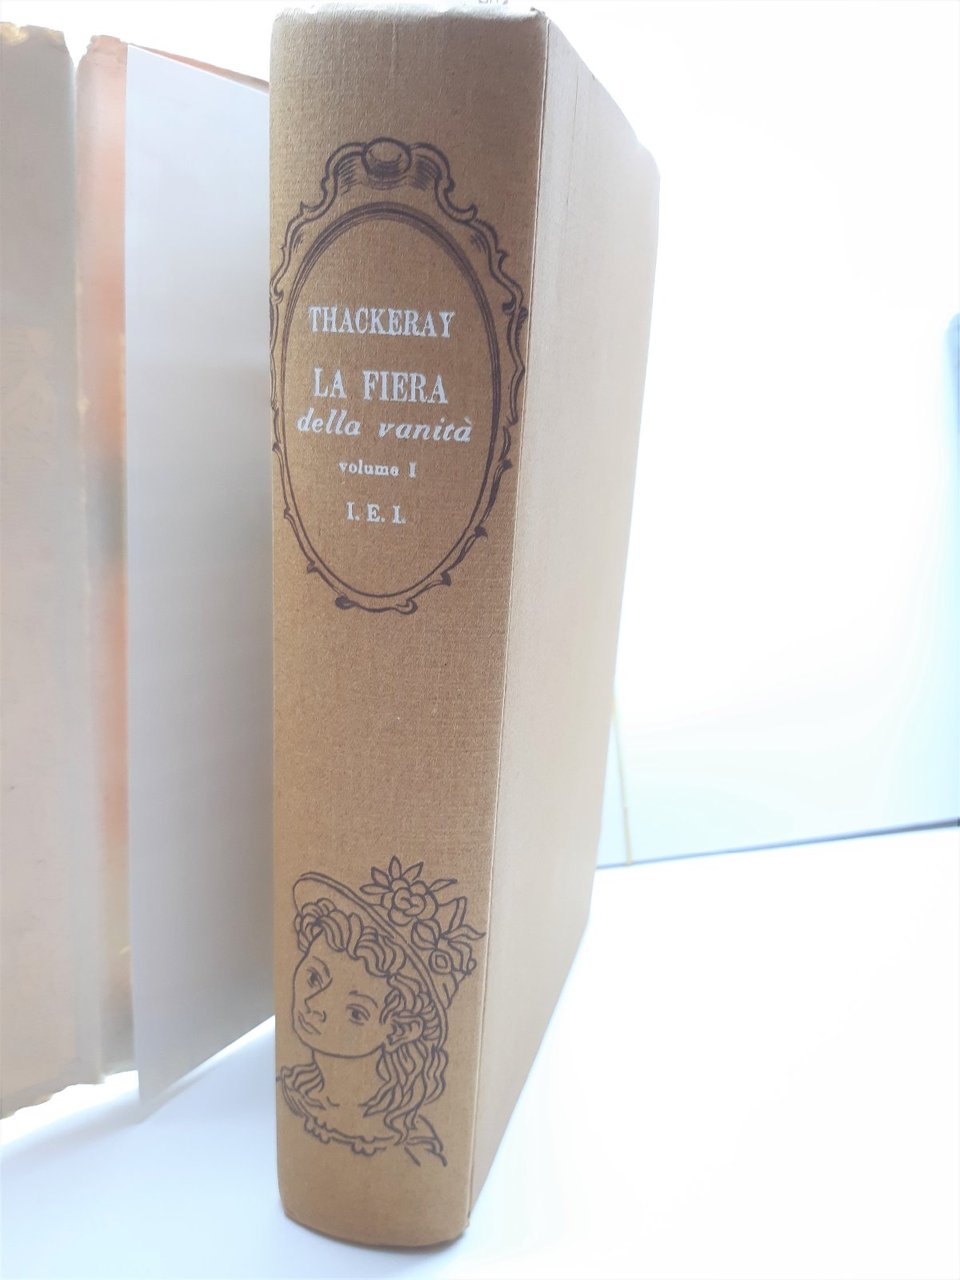 THACKERAY
LA FIERA
della vanità
volume I
I. E. I.